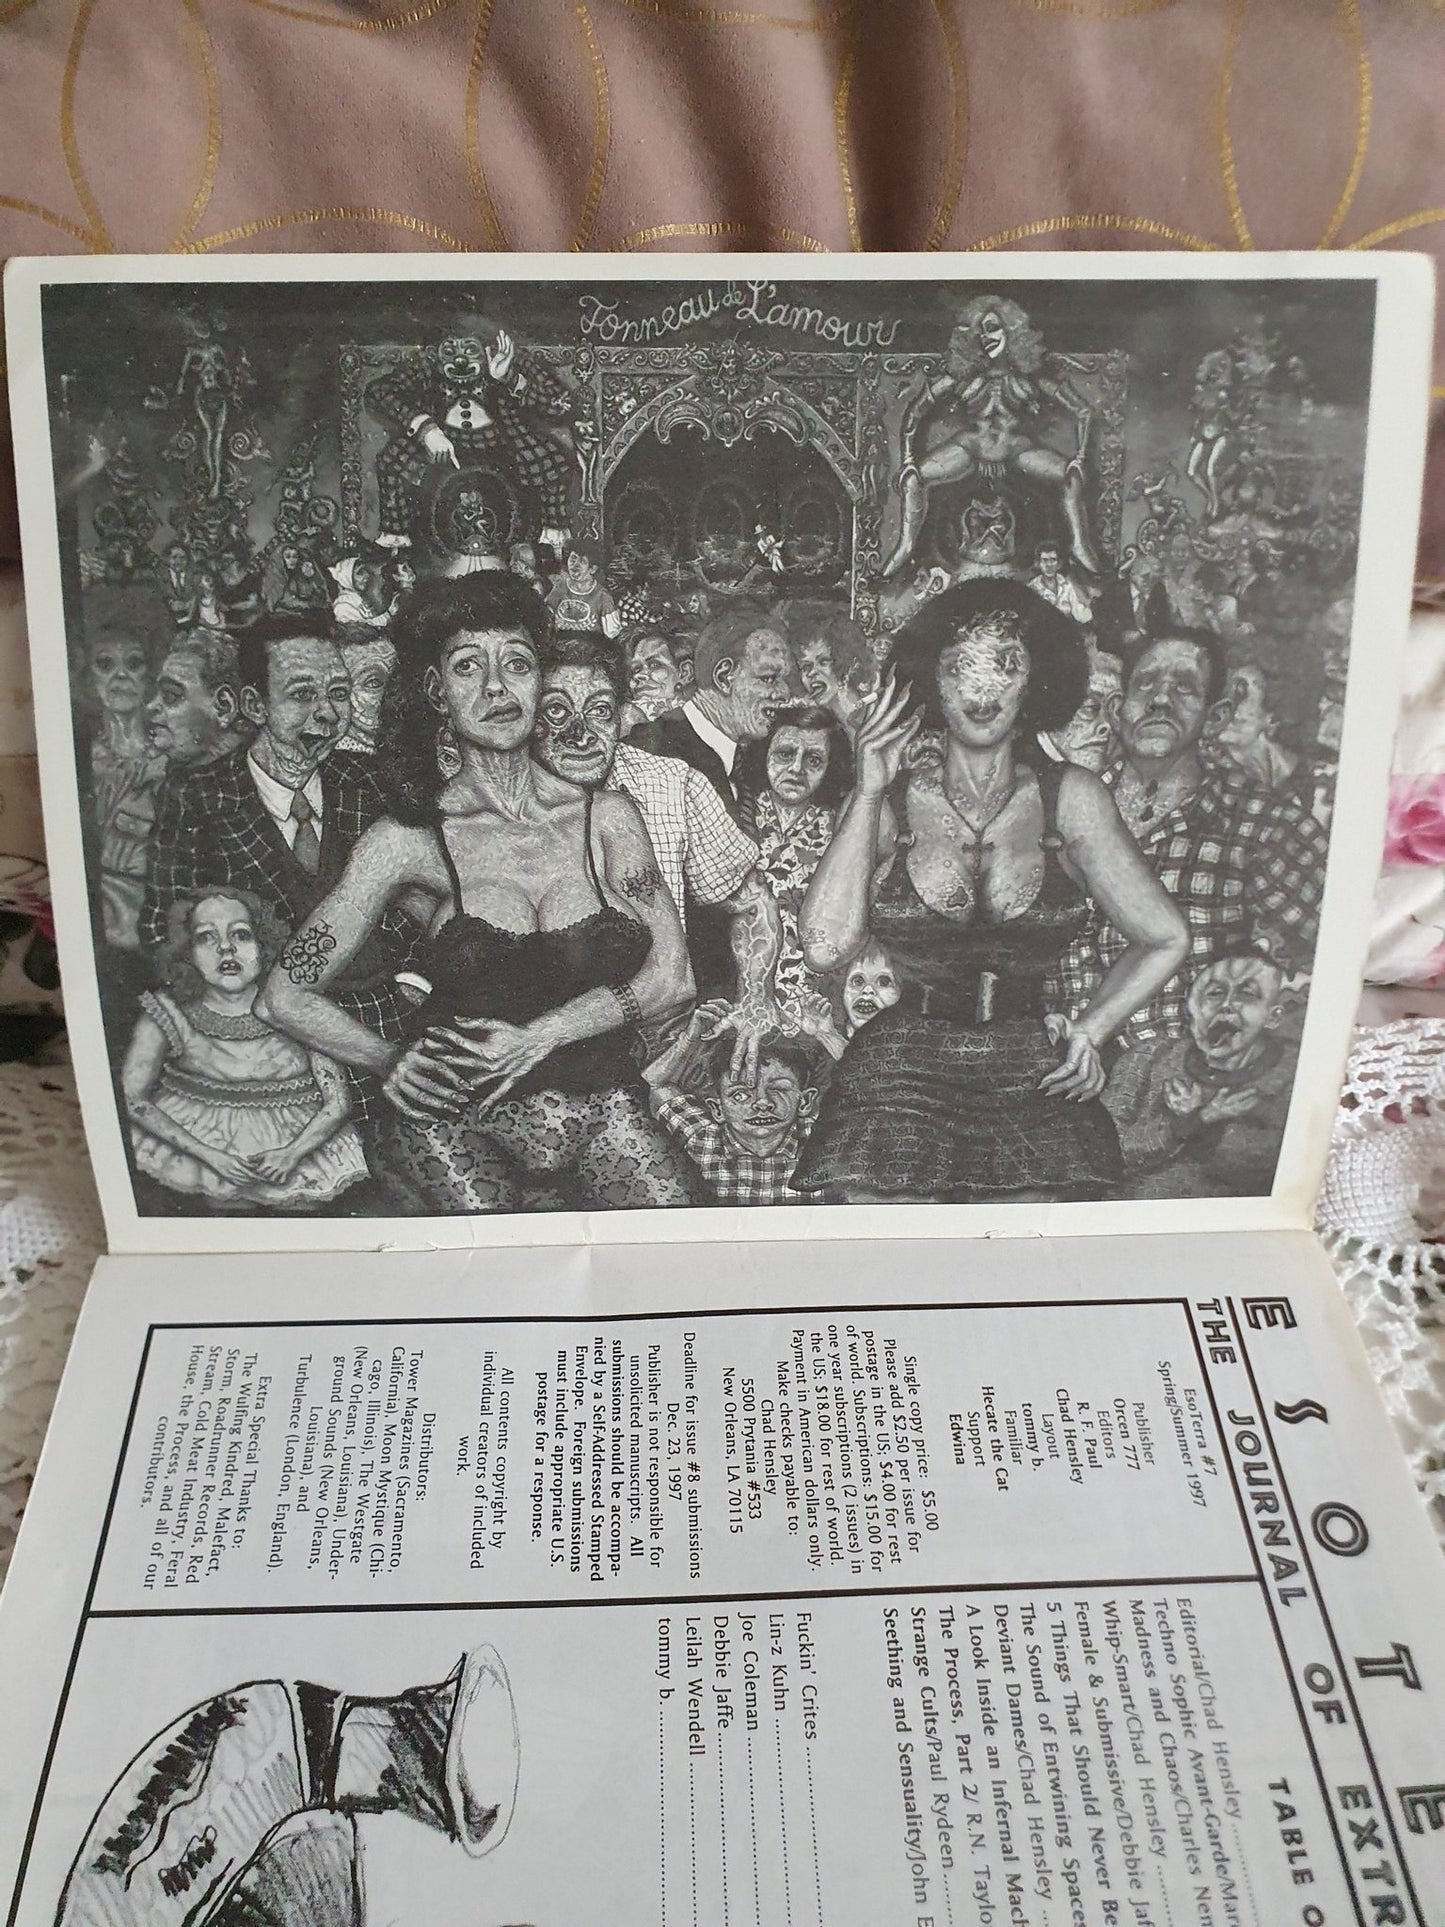 Tonneau de L'amour
ESOTE
THE JOURNAL OF EXTR
EsoTerra #7
Spring/Summer 1997
Publisher
Orcen 777
Editors
R. F. Paul
Chad Hensley
Layout
tommy b.
Familiar
Hecate the Cat
Support
Edwina
Single copy price: $5.00
Please add $2.50 per issue for
postage in the US; $4.00 for rest
of world. Subscriptions: $15.00 for
one year subscriptions (2 issues) in
the US; $18.00 for rest of world.
Payment in American dollars only.
Make checks payable to:
Chad Hensley
5500 Prytania #533
New Orleans, LA 70115
Deadline for issue #8 submissions
Dec. 23, 1997
Publisher is not responsible for
unsolicited manuscripts. All
submissions should be accompa-
nied by a Self-Addressed Stamped
Envelope. Foreign submissions
must include appropriate U.S.
postage for a response.
All contents copyright by
individual creators of included
work.
Distributors:
Tower Magazines (Sacramento,
California), Moon Mystique (Chi-
cago, Illinois), The Westgate
(New Orleans, Louisiana), Under-
ground Sounds (New Orleans,
Louisiana), and
Turbulence (London, England).
Extra Special Thanks to:
The Wulfing Kindred, Malefact,
Storm, Roadrunner Records, Red
Stream, Cold Meat Industry, Feral
House, the Process, and all of our
contributors.
TABLE O
Editorial/Chad Hensley
Techno Sophic Avant-Garde/Mar
Madness and Chaos/Charles Nem
Whip-Smart/Chad Hensley
Female & Submissive/Debbie Jaf
5 Things That Should Never Be
The Sound of Entwining Spaces
Deviant Dames/Chad Hensley
A Look Inside an Infernal Mach
The Process, Part 2/ R.N. Taylo
Strange Cults/Paul Rydeen
Seething and Sensuality/John E
Fuckin' Crites
Lin-z Kuhn
Joe Coleman
Debbie Jaffe
Leilah Wendell
tommy b.